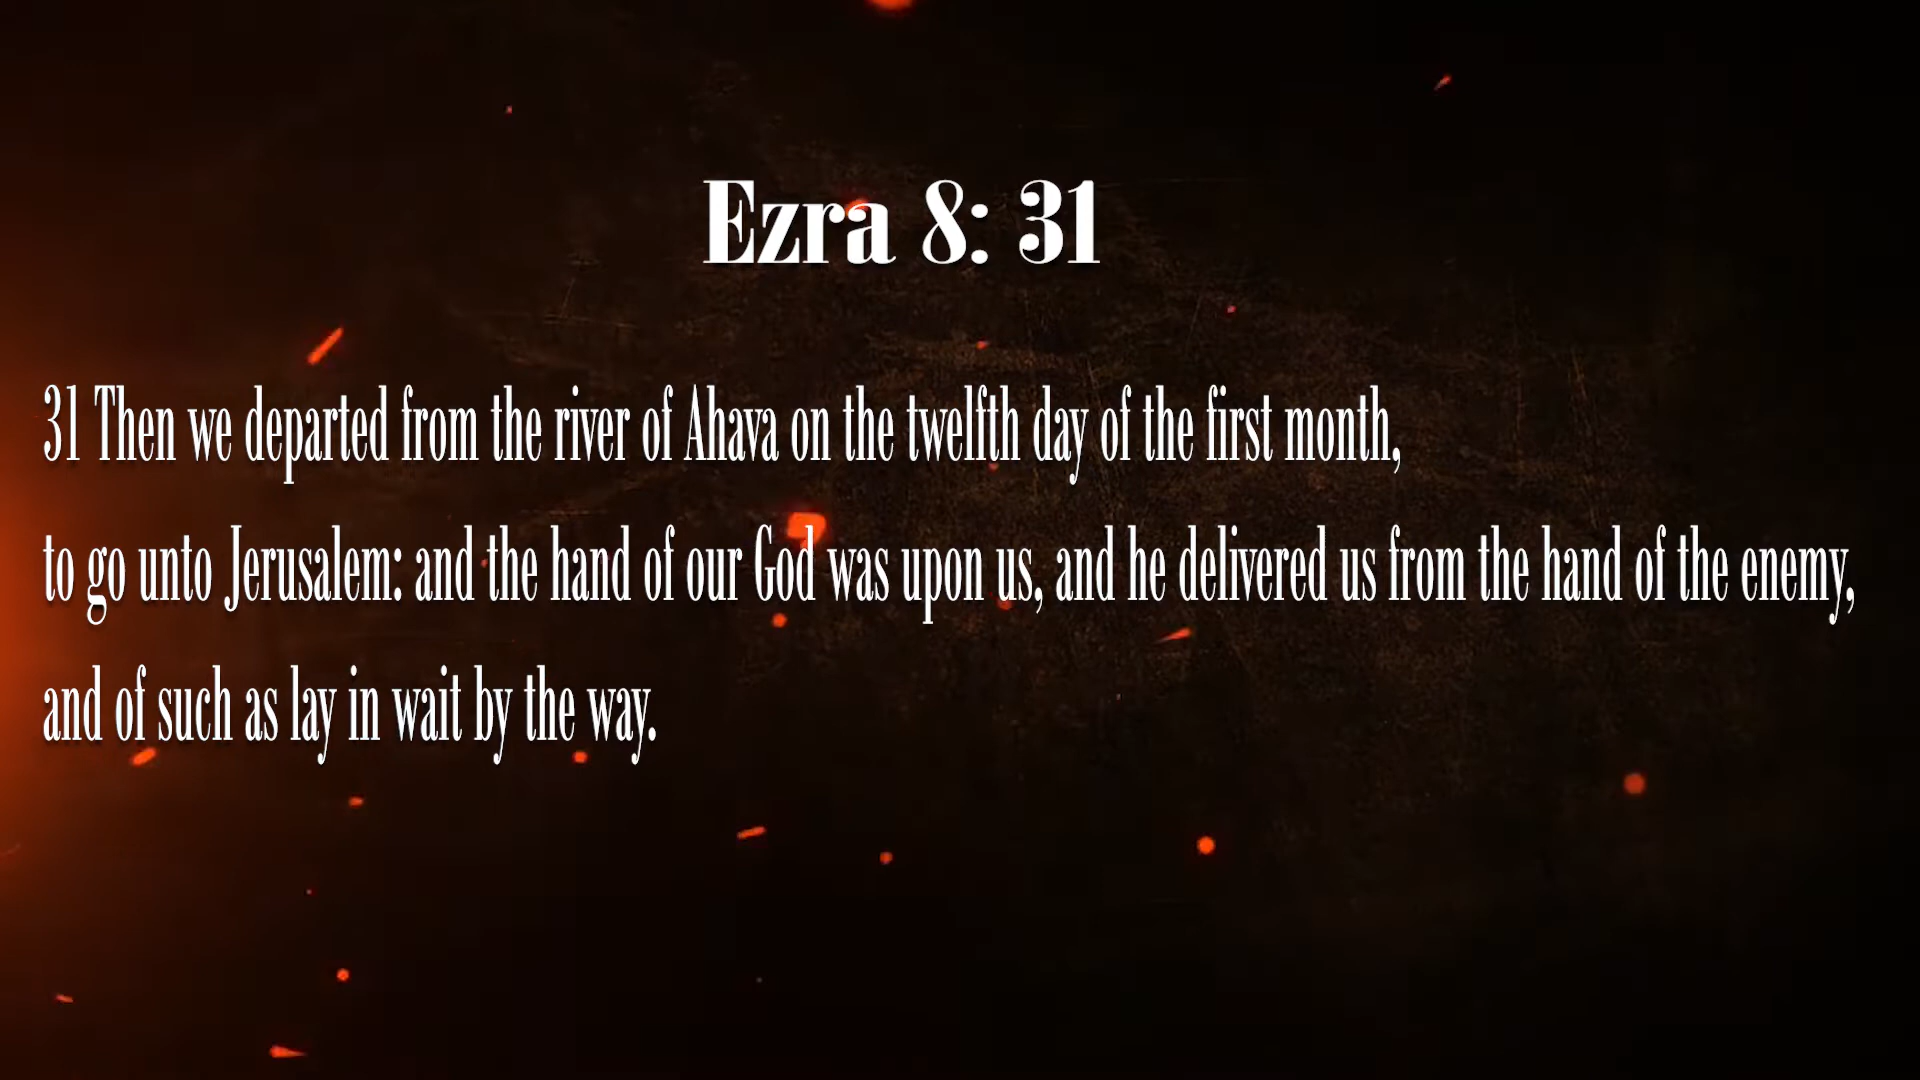 Ezra 8: 31
31 Then we departed from the river of Ahava on the twelfth day of the first month,
to go unto Jerusalem: and the hand of our God was upon us, and he delivered us from the hand of the enemy,
and of such as lay in wait by the way.